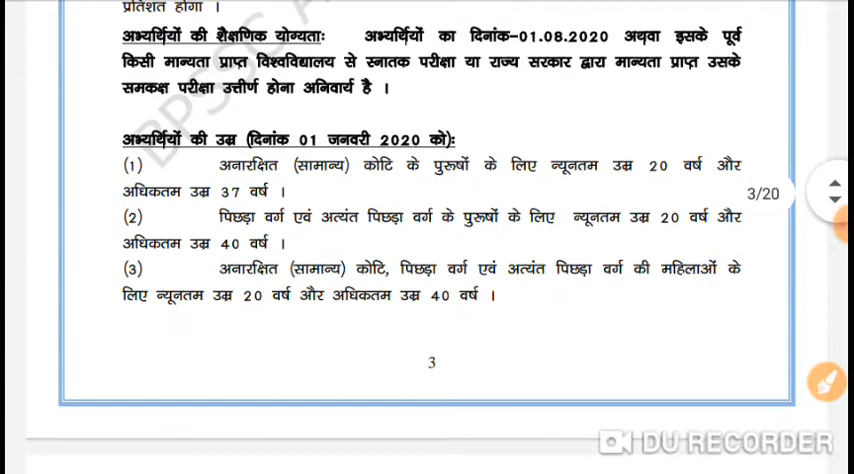 प्रतिशत होगा ।
अभ्यर्थियों की शैक्षणिक योग्यताः अभ्यर्थियों का दिनांक-01.08.2020 अथवा इसके पूर्व
किसी मान्यता प्राप्त विश्वविद्यालय से स्नातक परीक्षा या राज्य सरकार द्वारा मान्यता प्राप्त उसके
समकक्ष परीक्षा उत्तीर्ण होना अनिवार्य है ।
अभ्यर्थियों की उम्र (दिनांक 01 जनवरी 2020 को):
(1) अनारक्षित (सामान्य) कोटि के पुरूषों के लिए न्यूनतम उम्र 20 वर्ष और
अधिकतम उम्र 37 वर्ष ।
3/20
(2) पिछड़ा वर्ग एवं अत्यंत पिछड़ा वर्ग के पुरूषों के लिए न्यूनतम उम्र 20 वर्ष और
अधिकतम उम्र 40 वर्ष ।
(3) अनारक्षित (सामान्य) कोटि, पिछड़ा वर्ग एवं अत्यंत पिछड़ा वर्ग की महिलाओं के
लिए न्यूनतम उम्र 20 वर्ष और अधिकतम उम्र 40 वर्ष ।
3
DU RECORDER